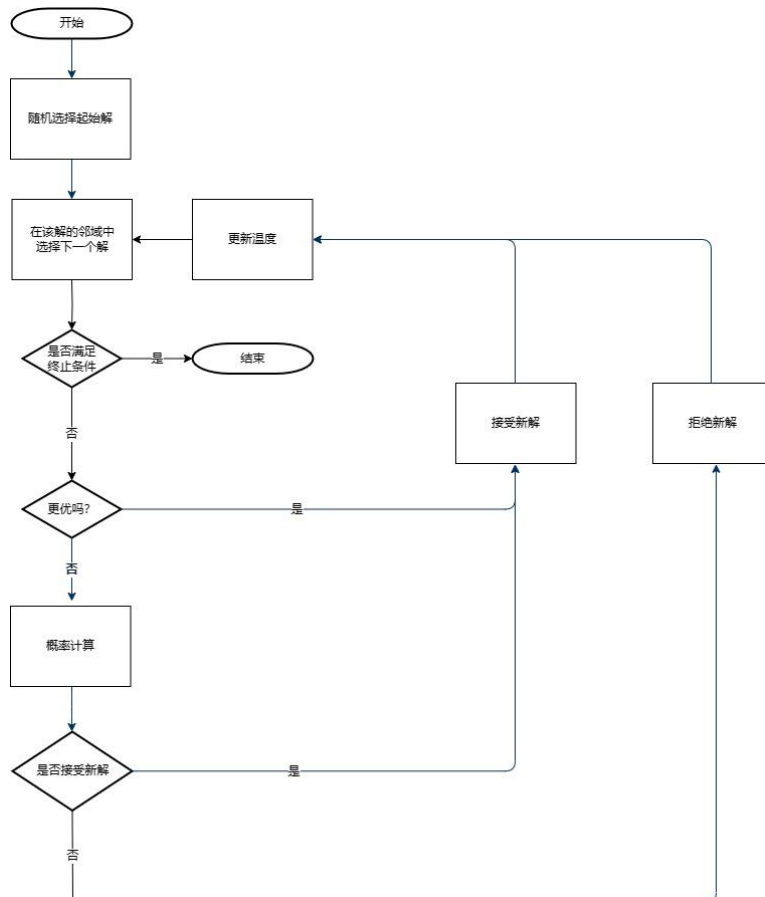 开始
随机选择起始解
在该解的邻域中
选择下一个解
更新温度
是否满足
终止条件
是
结束
否
接受新解
拒绝新解
更优吗?
是
否
概率计算
是否接受新解
是
否